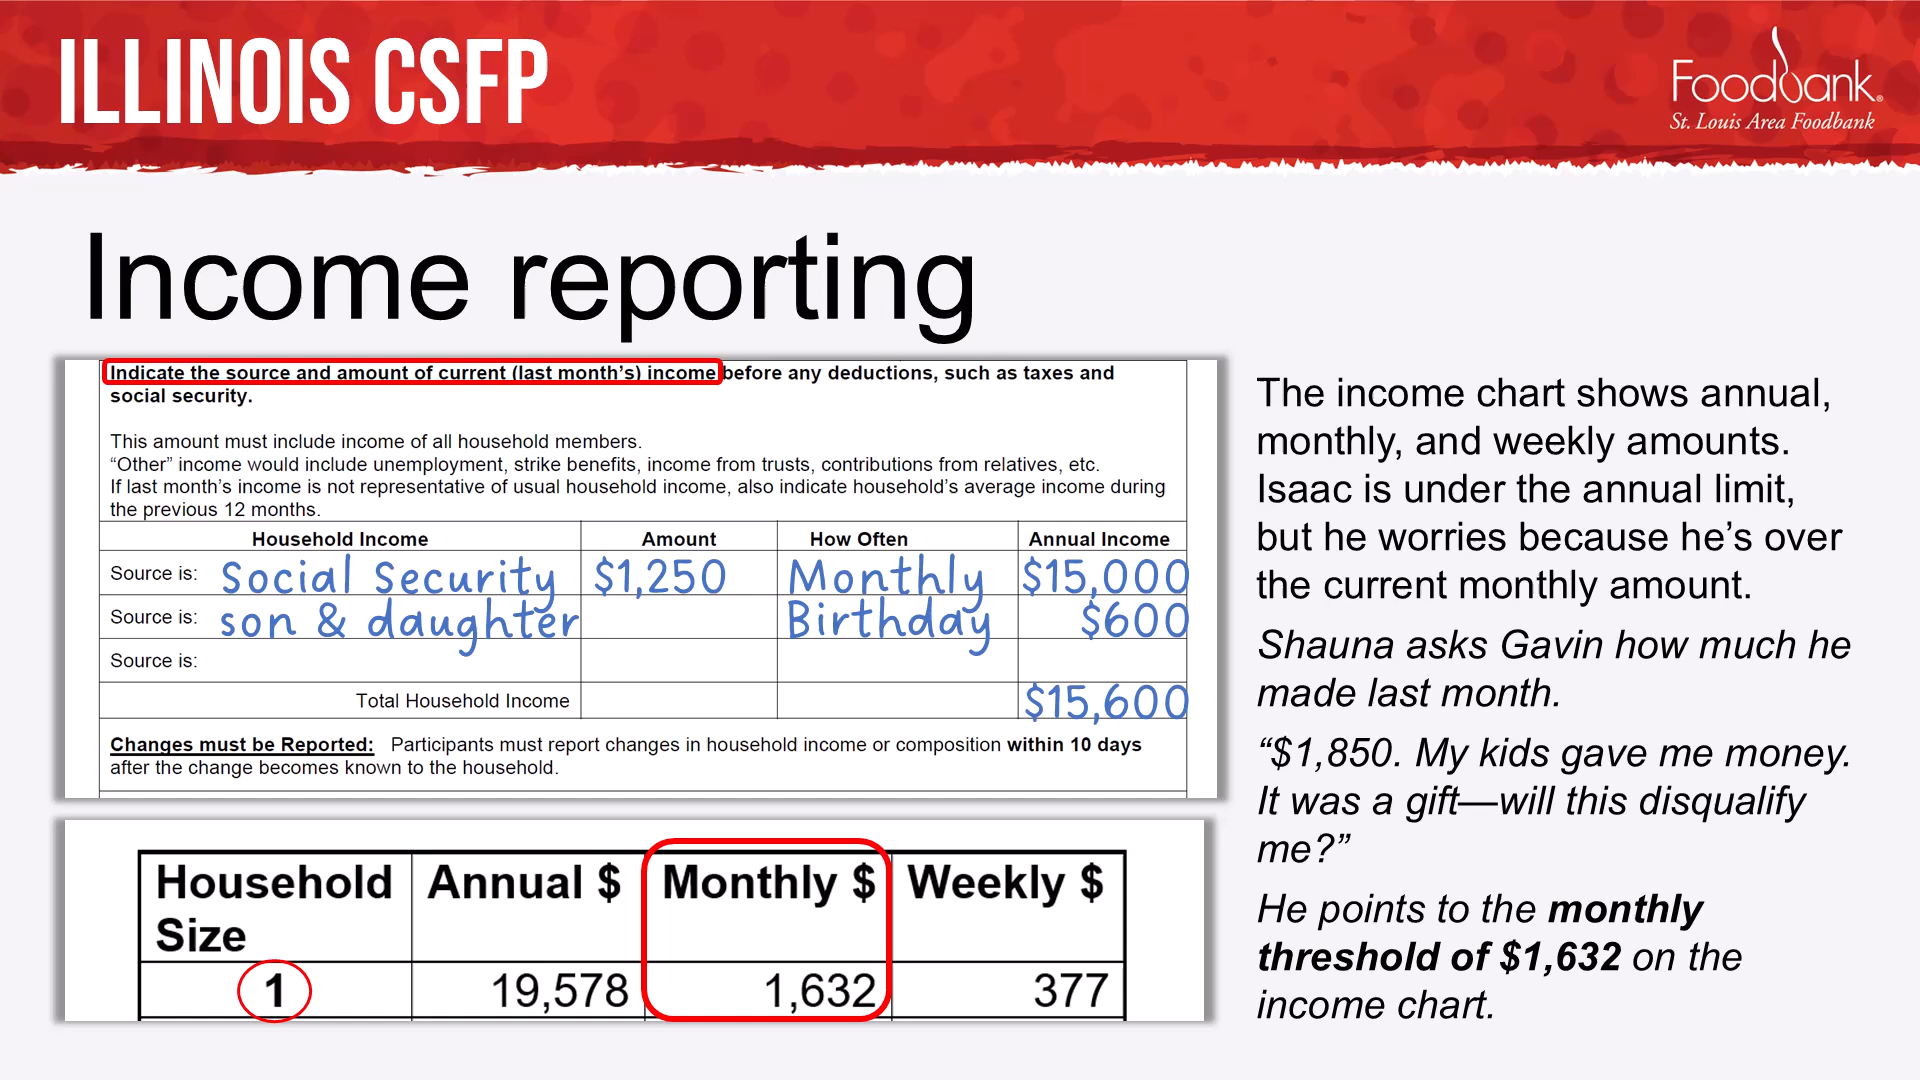 ILLINOIS CSFP
Foodbank®
St. Louis Area Foodbank
Income reporting
Indicate the source and amount of current (last month's) income before any deductions, such as taxes and
social security.
This amount must include income of all household members.
“Other” income would include unemployment, strike benefits, income from trusts, contributions from relatives, etc.
If last month's income is not representative of usual household income, also indicate household's average income during
the previous 12 months.
Household Income Amount How Often Annual Income
Source is: Social Security $1,250 Monthly $15,000
Source is: son & daughter Birthday $600
Source is:
Total Household Income $15,600
Changes must be Reported: Participants must report changes in household income or composition within 10 days
after the change becomes known to the household.
Household Annual $ Monthly $ Weekly $
Size
1 19,578 1,632 377
The income chart shows annual,
monthly, and weekly amounts.
Isaac is under the annual limit,
but he worries because he’s over
the current monthly amount.
Shauna asks Gavin how much he
made last month.
“$1,850. My kids gave me money.
It was a gift—will this disqualify
me?”
He points to the monthly
threshold of $1,632 on the
income chart.